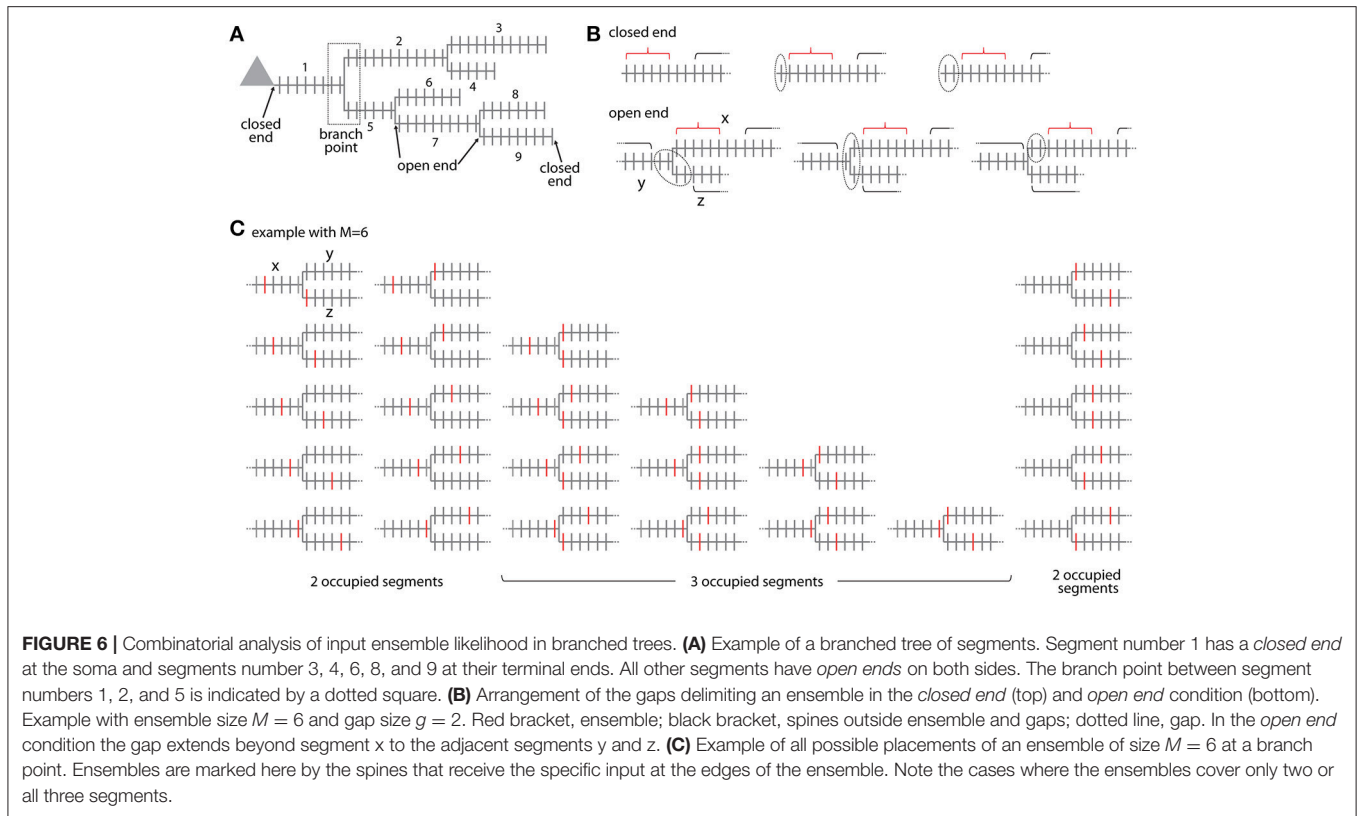 A
1
2
3
4
5
6
7
8
9
closed end
branch point
open end
closed end
B
closed end
open end
x
y
z
C example with M=6
x
y
z
2 occupied segments
3 occupied segments
2 occupied segments
FIGURE 6 | Combinatorial analysis of input ensemble likelihood in branched trees. (A) Example of a branched tree of segments. Segment number 1 has a closed end
at the soma and segments number 3, 4, 6, 8, and 9 at their terminal ends. All other segments have open ends on both sides. The branch point between segment
numbers 1, 2, and 5 is indicated by a dotted square. (B) Arrangement of the gaps delimiting an ensemble in the closed end (top) and open end condition (bottom).
Example with ensemble size M = 6 and gap size g = 2. Red bracket, ensemble; black bracket, spines outside ensemble and gaps; dotted line, gap. In the open end
condition the gap extends beyond segment x to the adjacent segments y and z. (C) Example of all possible placements of an ensemble of size M = 6 at a branch
point. Ensembles are marked here by the spines that receive the specific input at the edges of the ensemble. Note the cases where the ensembles cover only two or
all three segments.